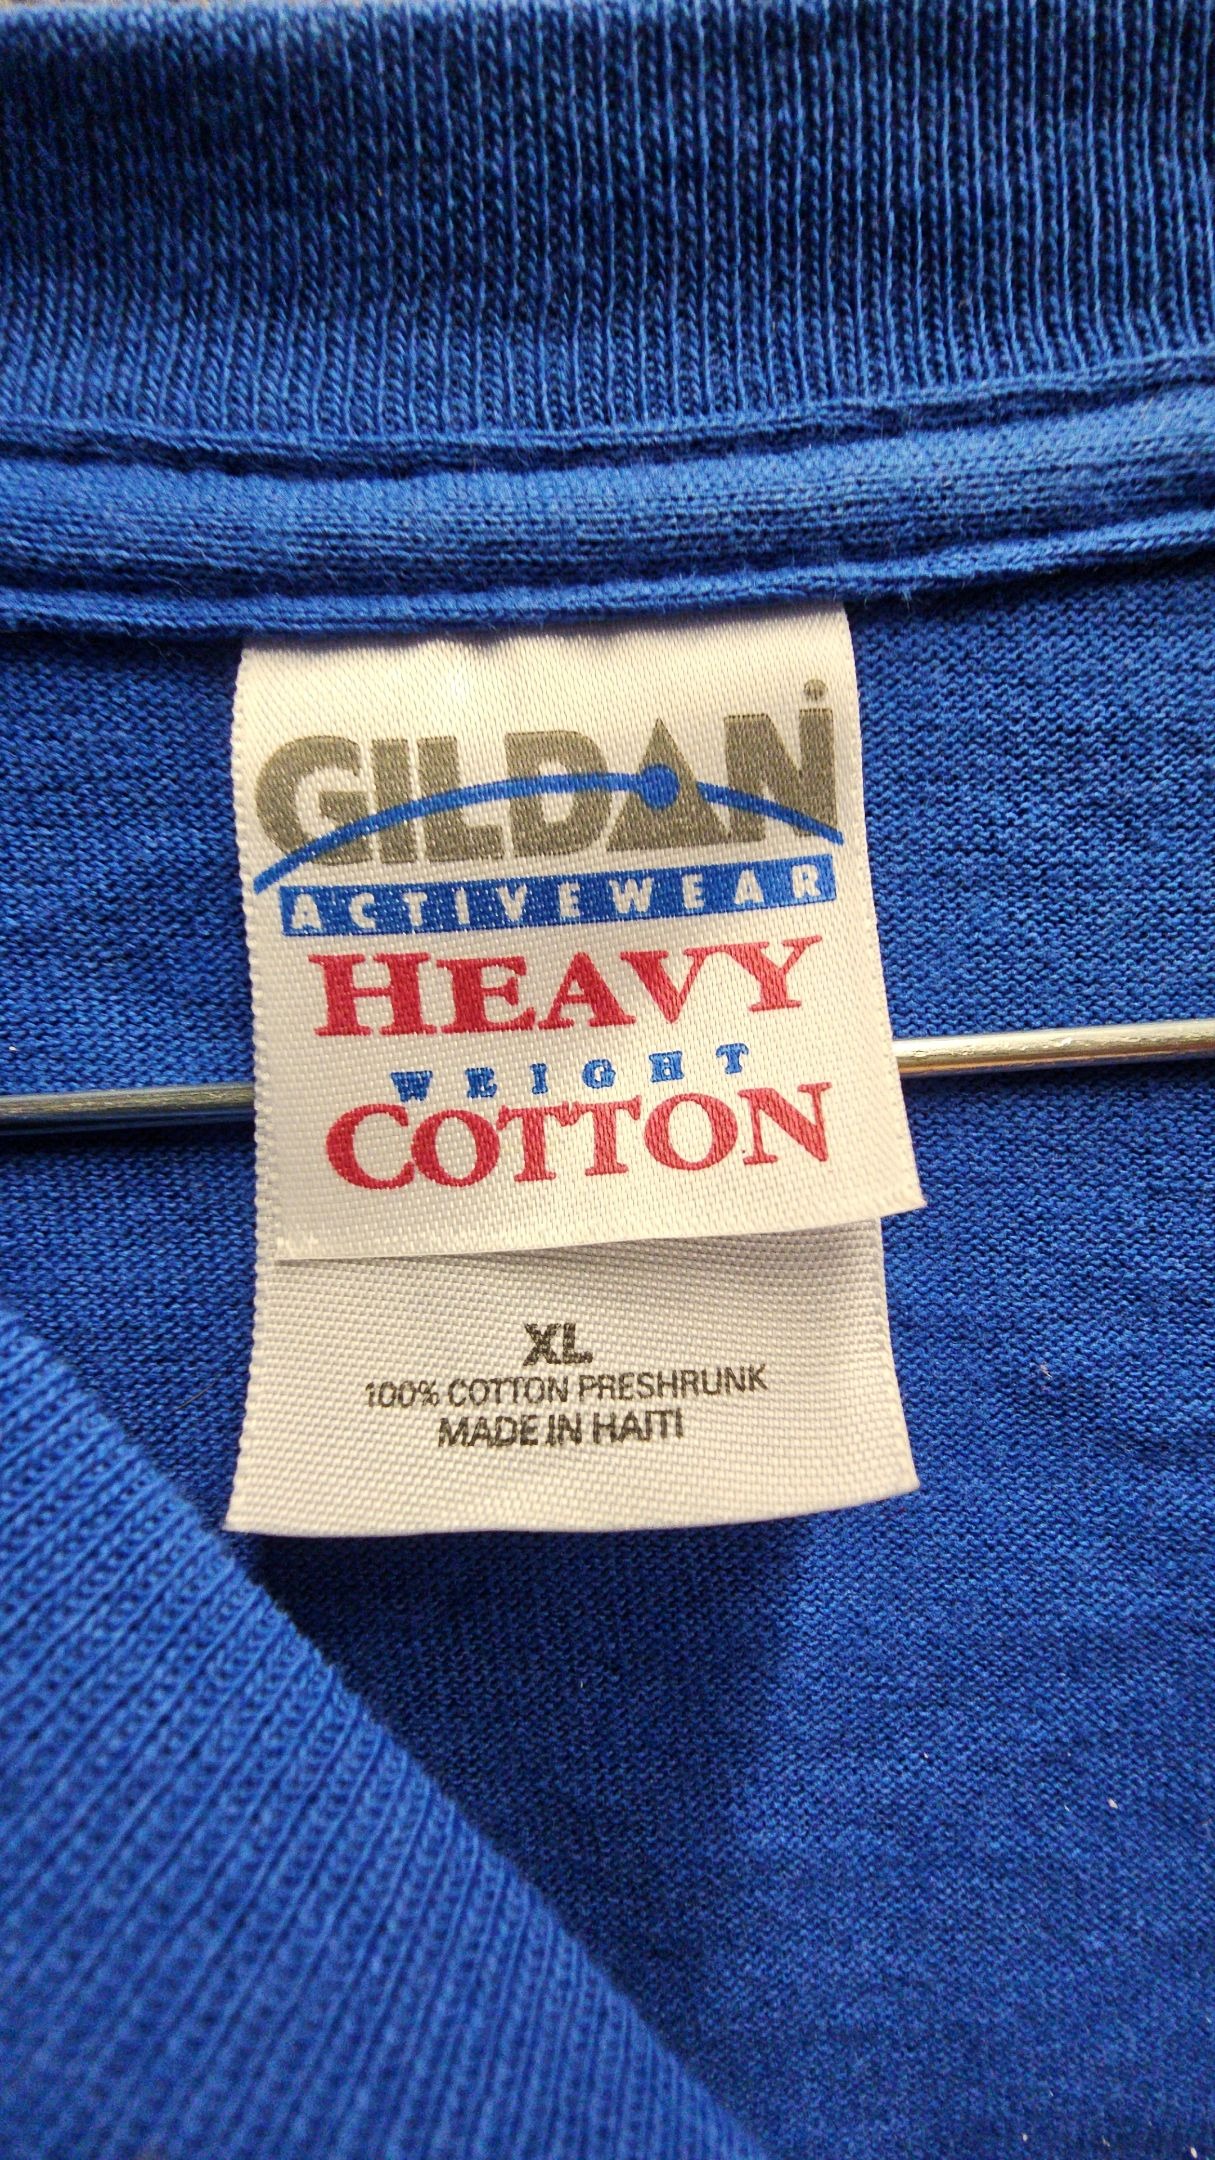 GILDAN
ACTIVEWEAR
HEAVY
WEIGHT
COTTON
XL
100% COTTON PRESHRUNK
MADE IN HAITI